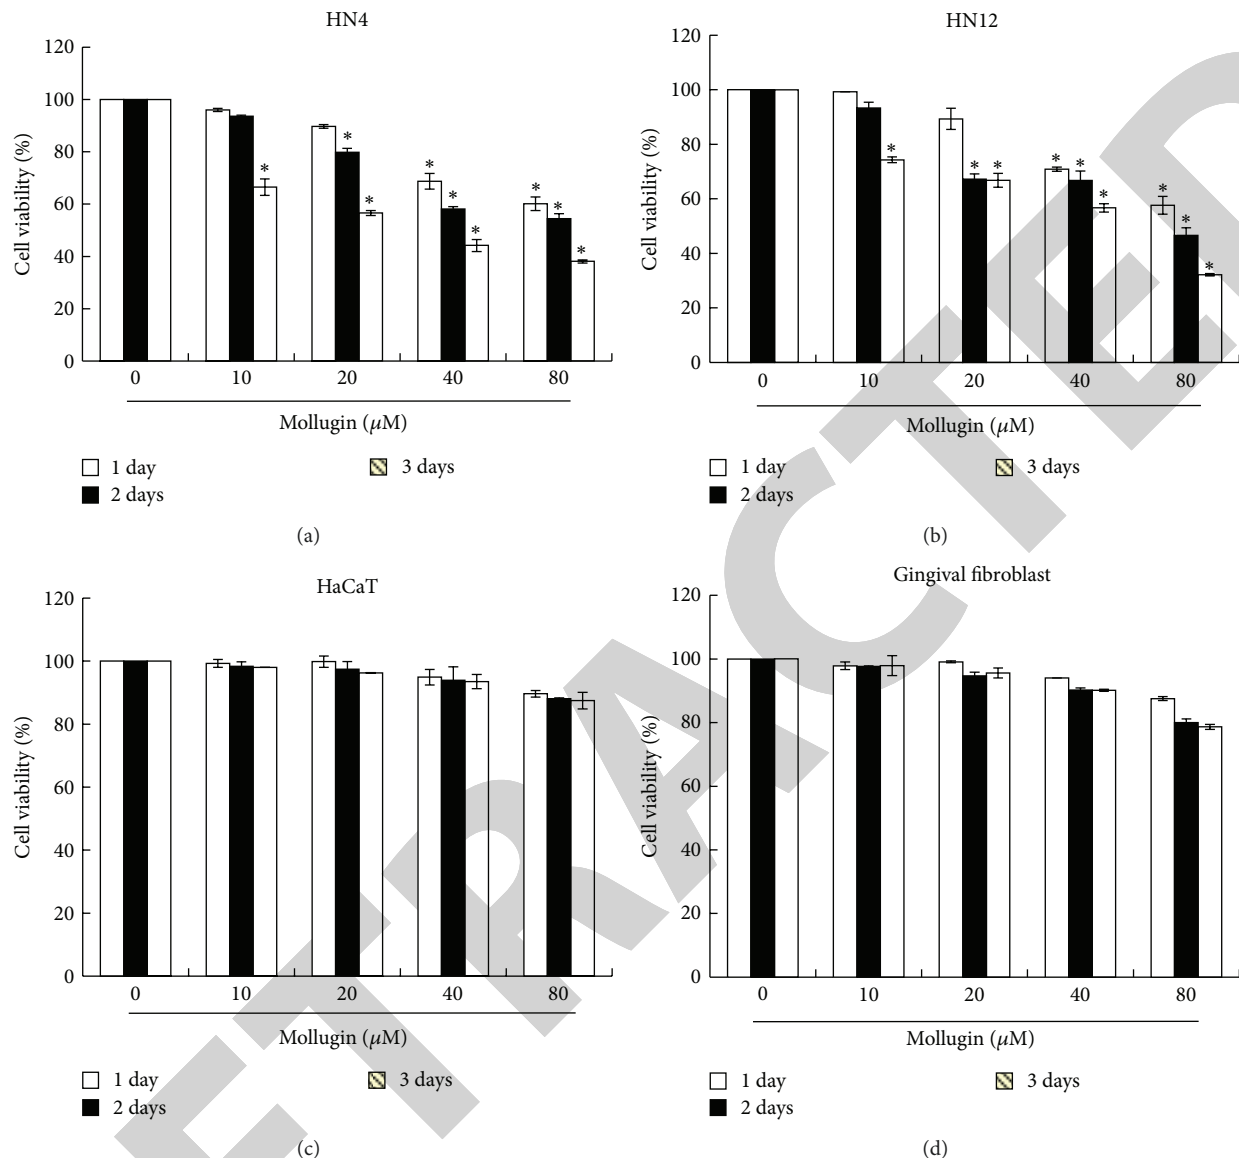 HN4
120
100
80
60
40
20
0
Cell viability (%)
* * * * * * * * *
0 10 20 40 80
Mollugin (µM)
1 day
2 days
3 days
(a)
HN12
120
100
80
60
40
20
0
Cell viability (%)
* * * * * * * * *
0 10 20 40 80
Mollugin (µM)
1 day
2 days
3 days
(b)
HaCaT
120
100
80
60
40
20
0
Cell viability (%)
0 10 20 40 80
Mollugin (µM)
1 day
2 days
3 days
(c)
Gingival fibroblast
120
100
80
60
40
20
0
Cell viability (%)
0 10 20 40 80
Mollugin (µM)
1 day
2 days
3 days
(d)
ETRACTED